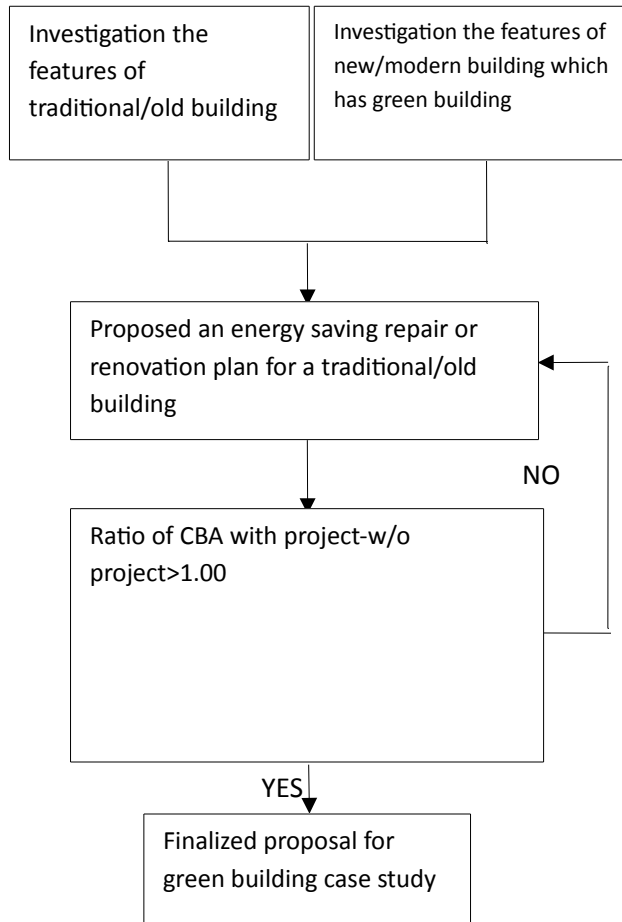 Investigation the
features of
traditional/old building
Investigation the features of
new/modern building which
has green building
Proposed an energy saving repair or
renovation plan for a traditional/old
building
NO
Ratio of CBA with project-w/o
project>1.00
YES
Finalized proposal for
green building case study